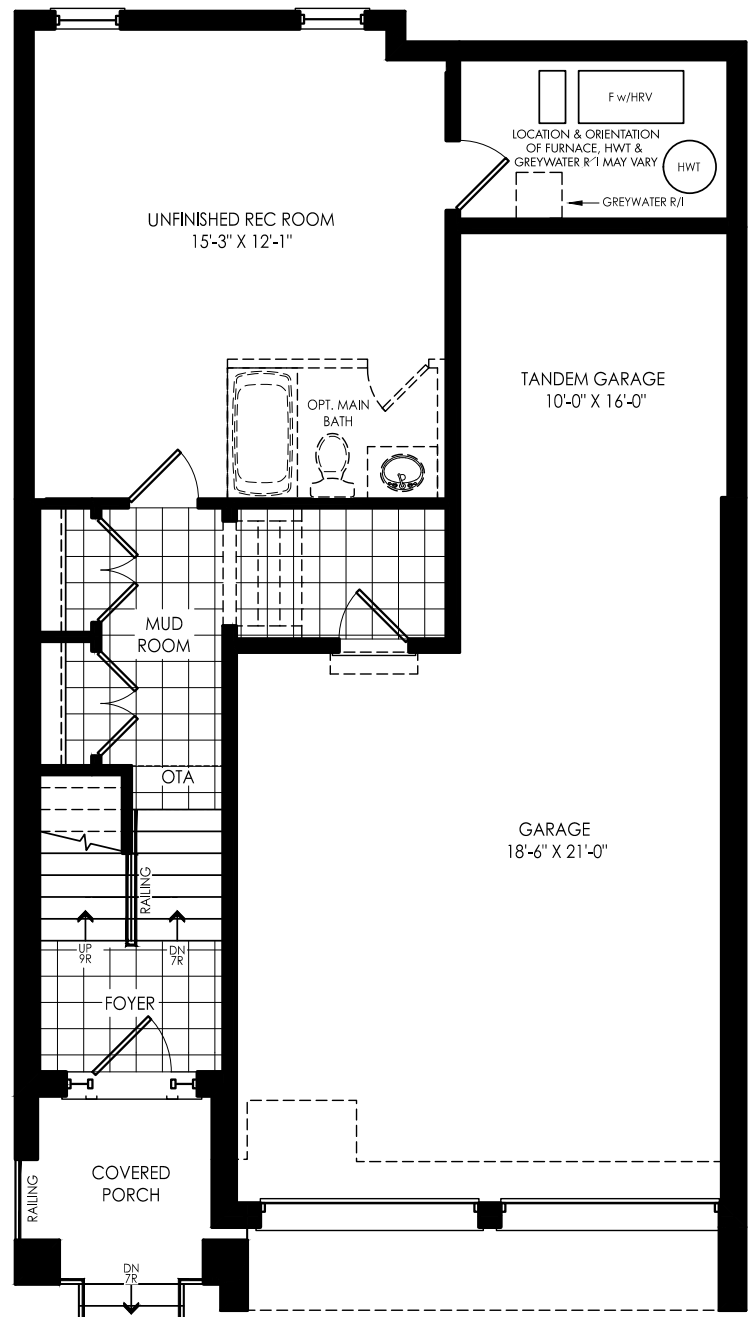 F w/HRV
LOCATION & ORIENTATION
OF FURNACE, HWT &
GREYWATER R/I MAY VARY
HWT
GREYWATER R/I
UNFINISHED REC ROOM
15'-3" X 12'-1"
TANDEM GARAGE
10'-0" X 16'-0"
OPT. MAIN
BATH
MUD
ROOM
OTA
GARAGE
18'-6" X 21'-0"
RAILING
UP
9R
DN
7R
FOYER
COVERED
PORCH
RAILING
DN
7R